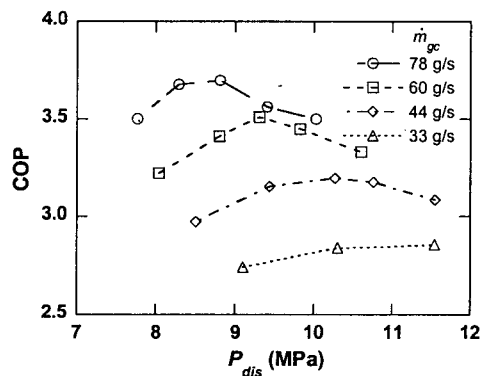 4.0
ṁgc
78 g/s
60 g/s
44 g/s
33 g/s
3.5
COP
3.0
2.5
7 8 9 10 11 12
Pdis (MPa)